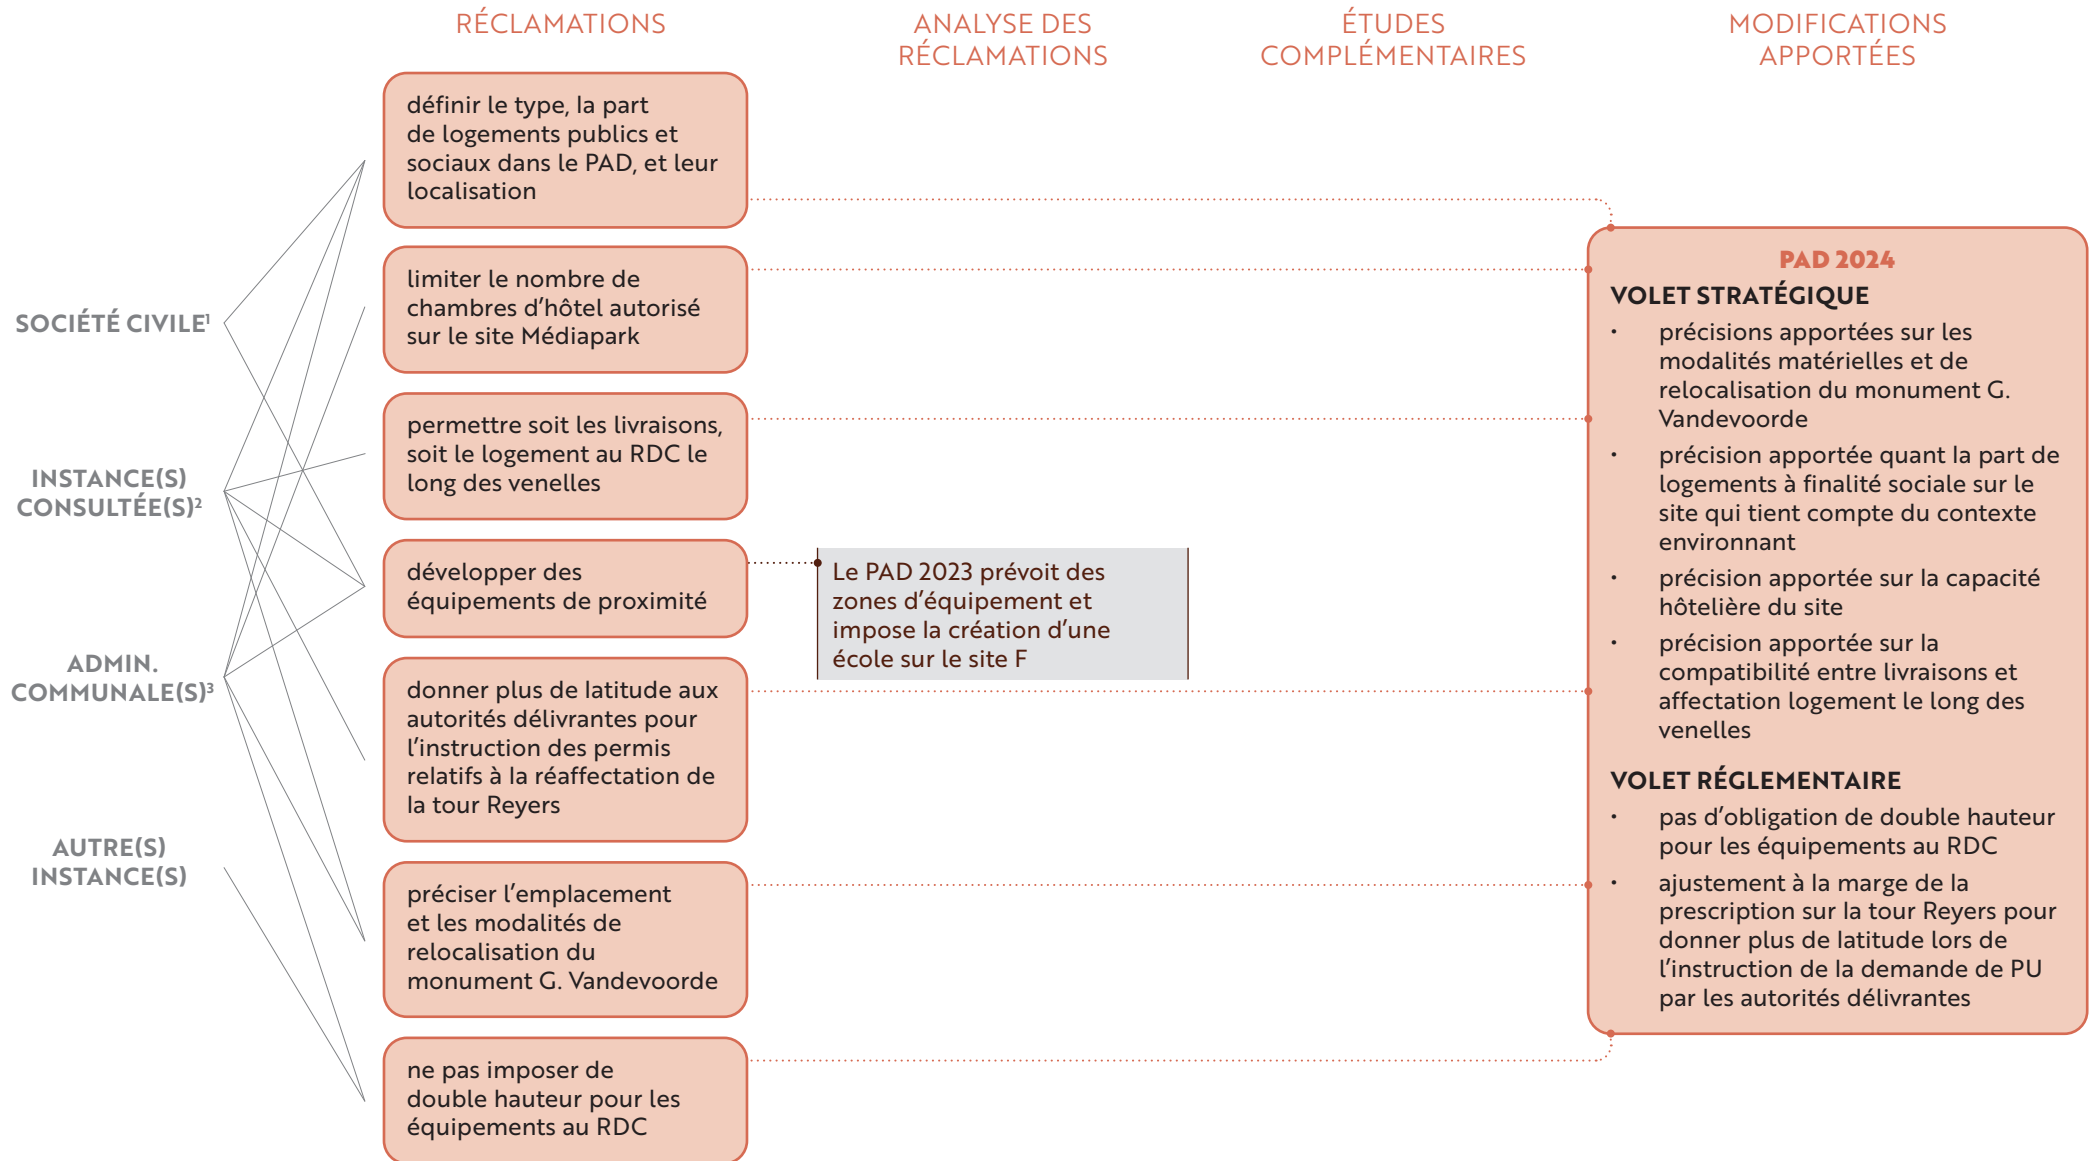 RÉCLAMATIONS
ANALYSE DES
RÉCLAMATIONS
ÉTUDES
COMPLÉMENTAIRES
MODIFICATIONS
APPORTÉES
SOCIÉTÉ CIVILE¹
INSTANCE(S)
CONSULTÉE(S)²
ADMIN.
COMMUNALE(S)³
AUTRE(S)
INSTANCE(S)
définir le type, la part
de logements publics et
sociaux dans le PAD, et leur
localisation
limiter le nombre de
chambres d’hôtel autorisé
sur le site Médiapark
permettre soit les livraisons,
soit le logement au RDC le
long des venelles
développer des
équipements de proximité
donner plus de latitude aux
autorités délivrantes pour
l’instruction des permis
relatifs à la réaffectation de
la tour Reyers
préciser l’emplacement
et les modalités de
relocalisation du
monument G. Vandevoorde
ne pas imposer de
double hauteur pour les
équipements au RDC
Le PAD 2023 prévoit des
zones d’équipement et
impose la création d’une
école sur le site F
PAD 2024
VOLET STRATÉGIQUE
• précisions apportées sur les
modalités matérielles et de
relocalisation du monument G.
Vandevoorde
• précision apportée quant la part de
logements à finalité sociale sur le
site qui tient compte du contexte
environnant
• précision apportée sur la capacité
hôtelière du site
• précision apportée sur la
compatibilité entre livraisons et
affectation logement le long des
venelles
VOLET RÉGLEMENTAIRE
• pas d’obligation de double hauteur
pour les équipements au RDC
• ajustement à la marge de la
prescription sur la tour Reyers pour
donner plus de latitude lors de
l’instruction de la demande de PU
par les autorités délivrantes